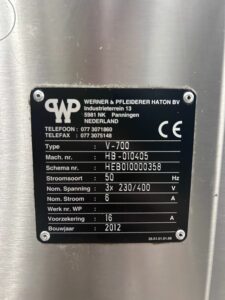 WP
WERNER & PFLEIDERER HATON BV
Industrieterrein 13
5981 NK Panningen
NEDERLAND
TELEFOON : 077 3071860
TELEFAX : 077 3075148
CE
Type : V-700
Mach. nr. : HB-010405
Schema nr. : HEB010000358
Stroomsoort : 50 Hz
Nom. Spanning : 3x 230/400 V
Nom. Stroom : 6 A
Werk nr. WP :
Voorzekering : 16 A
Bouwjaar : 2012